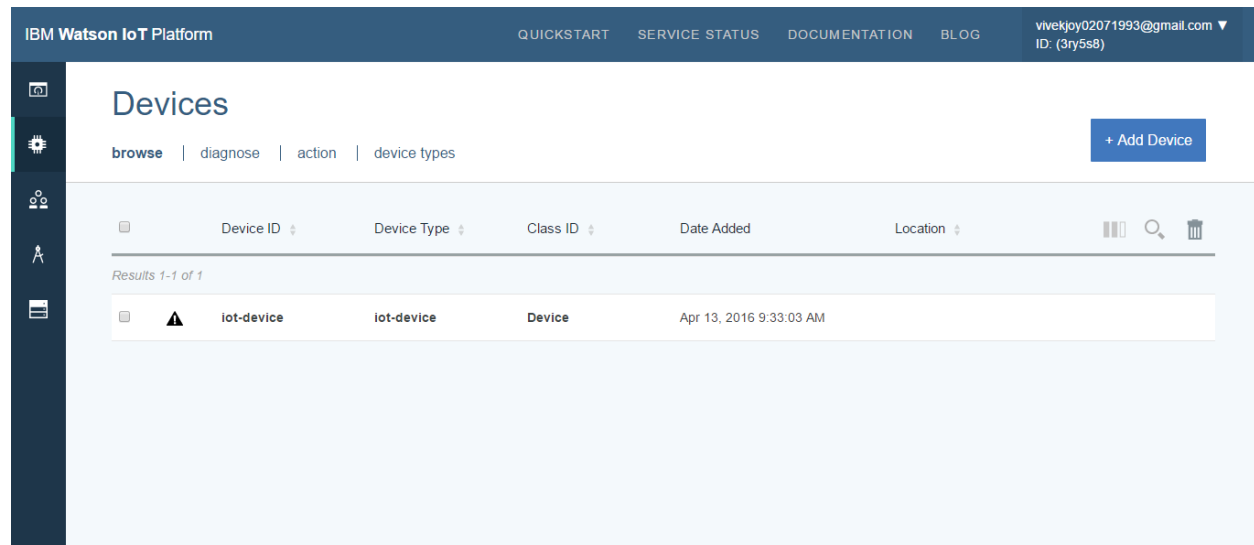 IBM Watson IoT Platform QUICKSTART SERVICE STATUS DOCUMENTATION BLOG vivekjoy02071993@gmail.com ▼
ID: (3ry5s8)
Devices
+ Add Device
browse | diagnose | action | device types
Device ID Device Type Class ID Date Added Location
Results 1-1 of 1
iot-device iot-device Device Apr 13, 2016 9:33:03 AM